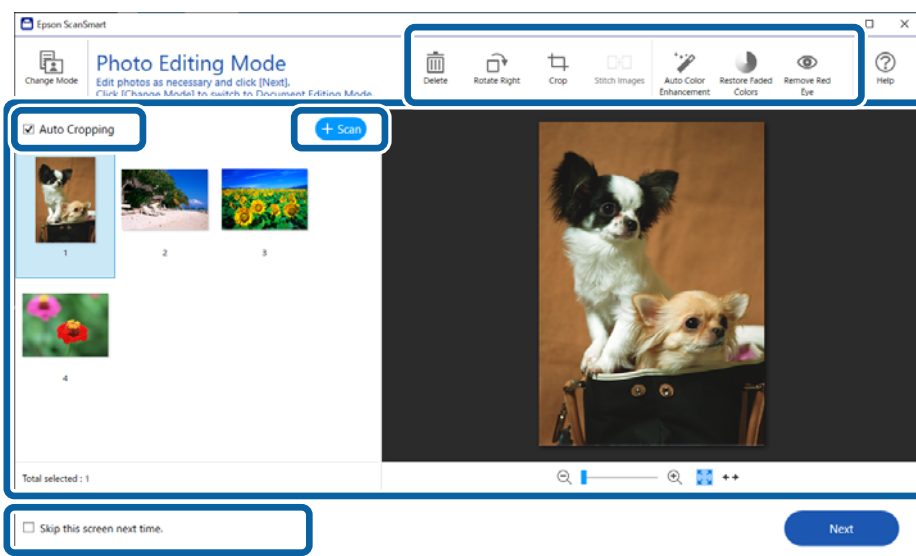 Epson ScanSmart
Change Mode
Photo Editing Mode
Edit photos as necessary and click [Next].
Click [Change Mode] to switch to Document Editing Mode.
Delete
Rotate Right
Crop
Stitch Images
Auto Color
Enhancement
Restore Faded
Colors
Remove Red
Eye
Help
Auto Cropping
+ Scan
1
2
3
4
Total selected : 1
Skip this screen next time.
Next